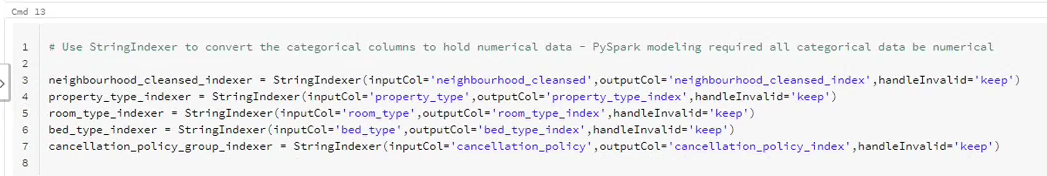 Cmd 13
1 # Use StringIndexer to convert the categorical columns to hold numerical data - PySpark modeling required all categorical data be numerical
2
3 neighbourhood_cleansed_indexer = StringIndexer(inputCol='neighbourhood_cleansed',outputCol='neighbourhood_cleansed_index',handleInvalid='keep')
4 property_type_indexer = StringIndexer(inputCol='property_type',outputCol='property_type_index',handleInvalid='keep')
5 room_type_indexer = StringIndexer(inputCol='room_type',outputCol='room_type_index',handleInvalid='keep')
6 bed_type_indexer = StringIndexer(inputCol='bed_type',outputCol='bed_type_index',handleInvalid='keep')
7 cancellation_policy_group_indexer = StringIndexer(inputCol='cancellation_policy',outputCol='cancellation_policy_index',handleInvalid='keep')
8